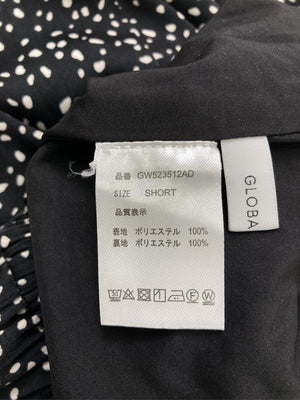 品番 GW523512AD
SIZE SHORT
品質表示
表地 ポリエステル 100%
裏地 ポリエステル 100%
GLOBA